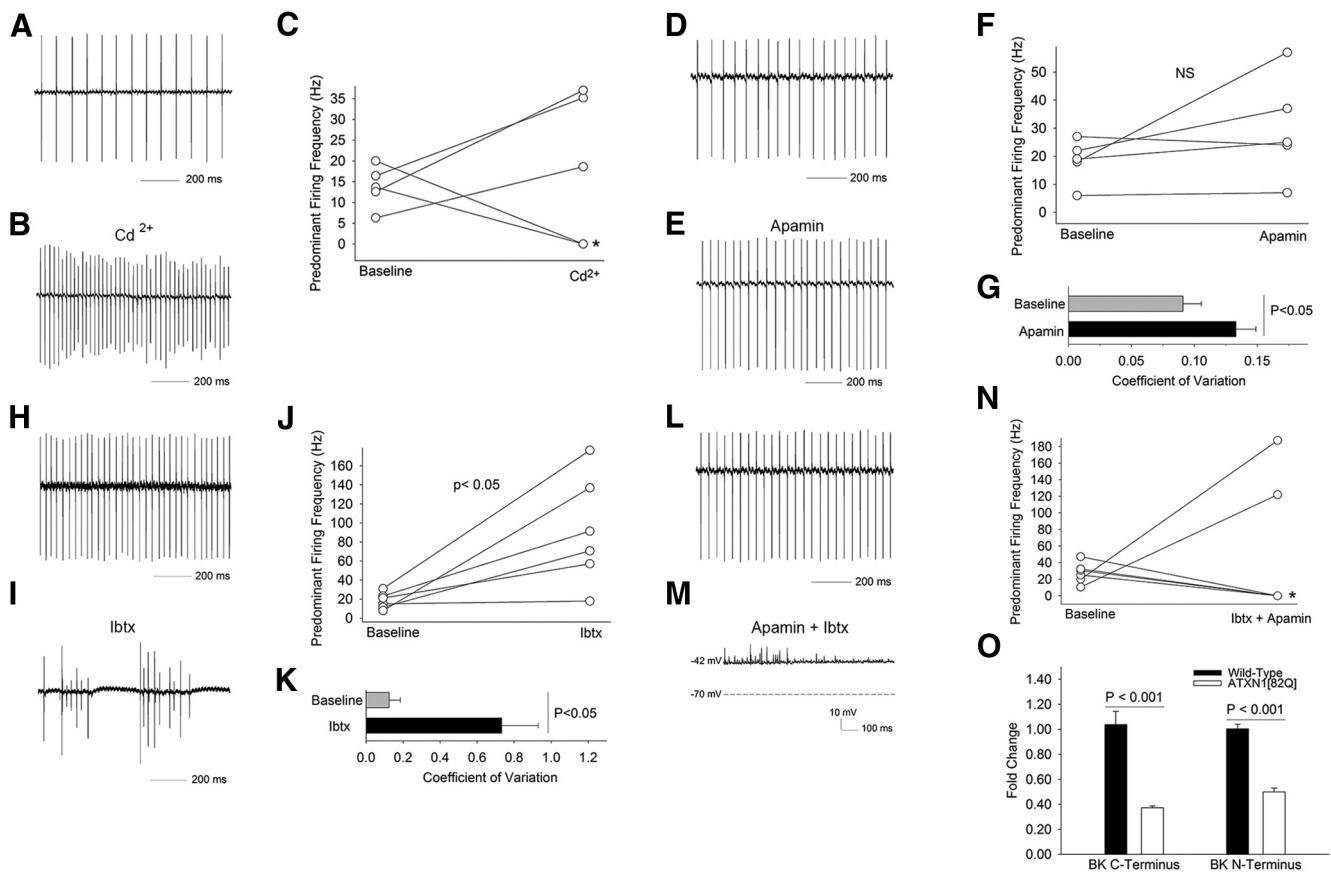 A
200 ms
B
Cd 2+
200 ms
C
Predominant Firing Frequency (Hz)
35
30
25
20
15
10
5
0
*
Baseline
Cd2+
D
200 ms
E
Apamin
200 ms
F
Predominant Firing Frequency (Hz)
NS
50
40
30
20
10
0
Baseline
Apamin
G
Baseline
Apamin
P<0.05
0.00 0.05 0.10 0.15
Coefficient of Variation
H
200 ms
I
Ibtx
200 ms
J
Predominant Firing Frequency (Hz)
p< 0.05
160
140
120
100
80
60
40
20
0
Baseline
Ibtx
K
Baseline
Ibtx
P<0.05
0.0 0.2 0.4 0.6 0.8 1.0 1.2
Coefficient of Variation
L
200 ms
M
Apamin + Ibtx
-42 mV
-70 mV
10 mV
100 ms
N
Predominant Firing Frequency (Hz)
180
160
140
120
100
80
60
40
20
0
*
Baseline
Ibtx + Apamin
O
Fold Change
Wild-Type
ATXN1[82Q]
P < 0.001
P < 0.001
1.40
1.20
1.00
0.80
0.60
0.40
0.20
0.00
BK C-Terminus
BK N-Terminus